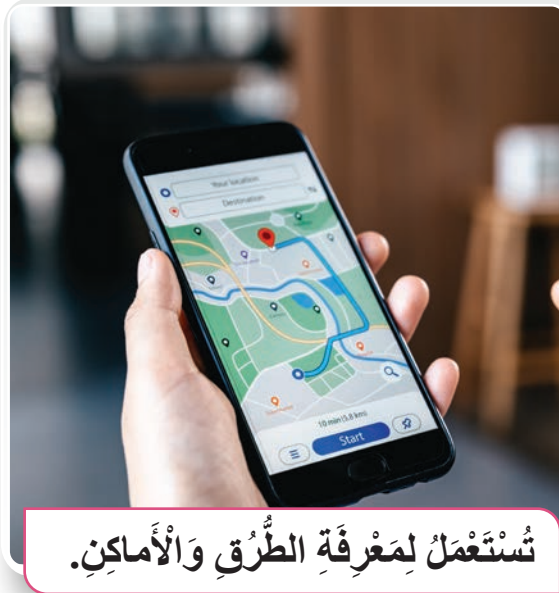 Your location
Destination
10 min (5.8 km)
Start
تُسْتَعْمَلُ لِمَعْرِفَةِ الطُّرُقِ وَالْأَماكِنِ.